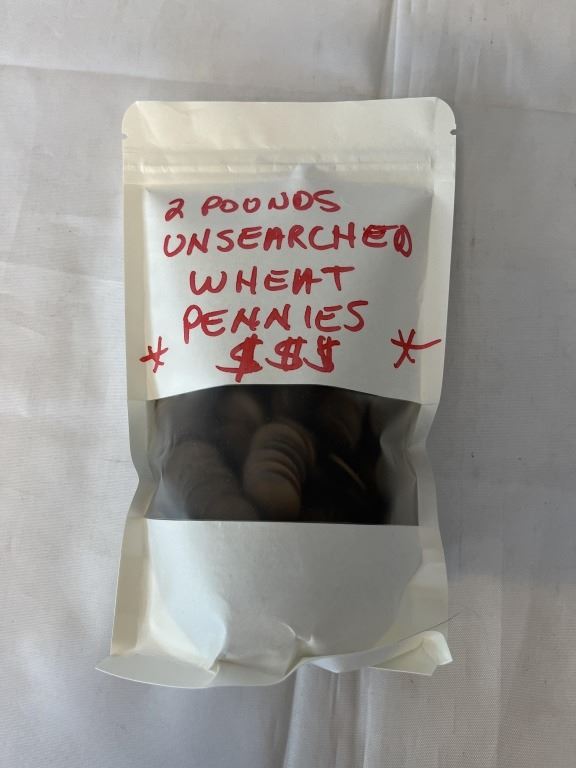 2 POUNDS
UNSEARCHED
WHEAT
PENNIES
* $$$ *